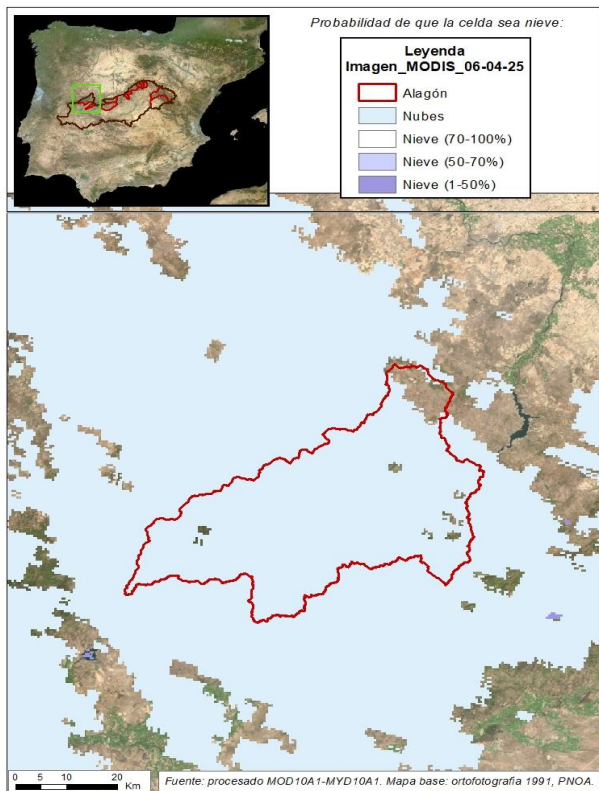 Probabilidad de que la celda sea nieve:
Leyenda
Imagen_MODIS_06-04-25
Alagón
Nubes
Nieve (70-100%)
Nieve (50-70%)
Nieve (1-50%)
0 5 10 20
Km
Fuente: procesado MOD10A1-MYD10A1. Mapa base: ortofotografia 1991, PNOA.